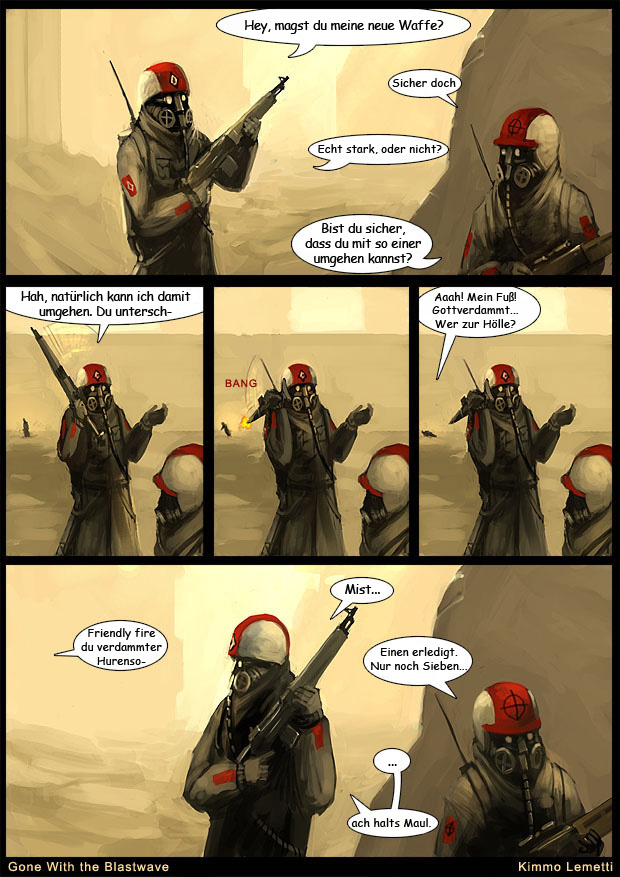 Hey, magst du meine neue Waffe?
Sicher doch
Echt stark, oder nicht?
Bist du sicher,
dass du mit so einer
umgehen kannst?
Hah, natürlich kann ich damit
umgehen. Du untersch-
BANG
Aaah! Mein Fuß!
Gottverdammt...
Wer zur Hölle?
Mist...
Friendly fire
du verdammter
Hurenso-
Einen erledigt.
Nur noch Sieben...
...
ach halts Maul.
Gone With the Blastwave
Kimmo Lemetti